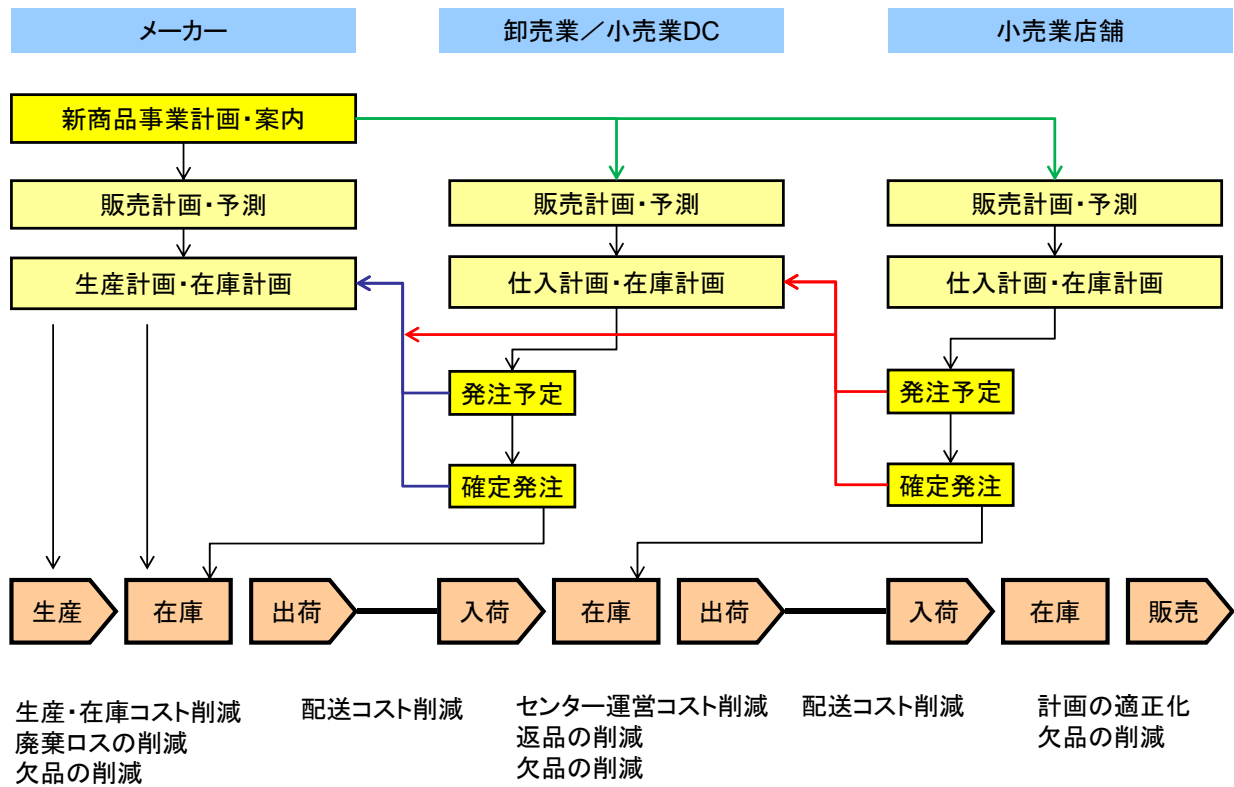 メーカー
卸売業／小売業DC
小売業店舗
新商品事業計画・案内
販売計画・予測
販売計画・予測
販売計画・予測
生産計画・在庫計画
仕入計画・在庫計画
仕入計画・在庫計画
発注予定
発注予定
確定発注
確定発注
生産
在庫
出荷
入荷
在庫
出荷
入荷
在庫
販売
生産・在庫コスト削減
廃棄ロスの削減
欠品の削減
配送コスト削減
センター運営コスト削減
返品の削減
欠品の削減
配送コスト削減
計画の適正化
欠品の削減